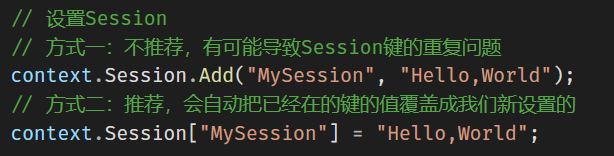 // 设置Session
// 方式一：不推荐，有可能导致Session键的重复问题
context.Session.Add("MySession", "Hello,World");
// 方式二：推荐，会自动把已经在的键的值覆盖成我们新设置的
context.Session["MySession"] = "Hello,World";